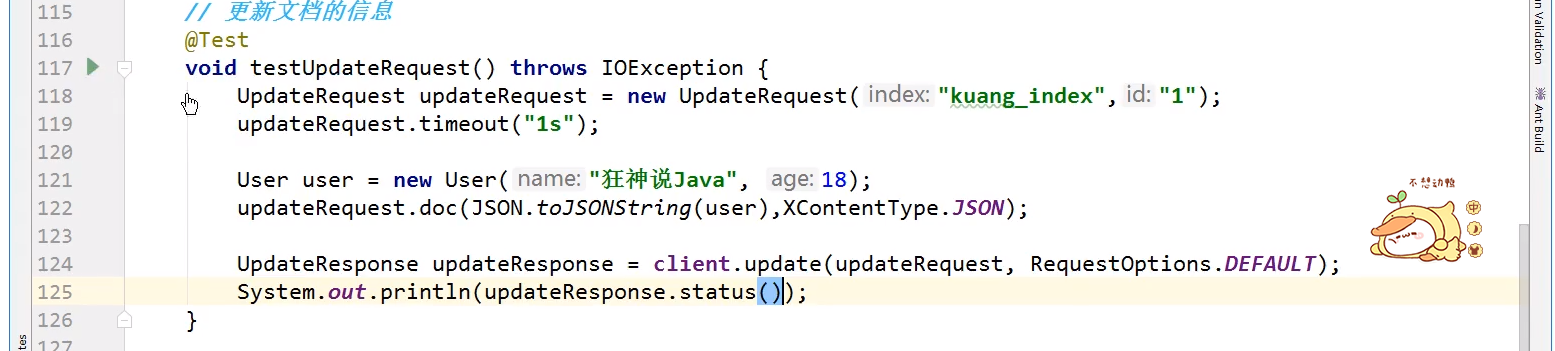 115 // 更新文档的信息
116 @Test
117 void testUpdateRequest() throws IOException {
118 UpdateRequest updateRequest = new UpdateRequest( index: "kuang_index", id: "1");
119 updateRequest.timeout("1s");
120
121 User user = new User( name: "狂神说Java", age: 18);
122 updateRequest.doc(JSON.toJSONString(user),XContentType.JSON);
123
124 UpdateResponse updateResponse = client.update(updateRequest, RequestOptions.DEFAULT);
125 System.out.println(updateResponse.status());
126 }
127
n Validation
Ant Build
不想动鸭
中
tes